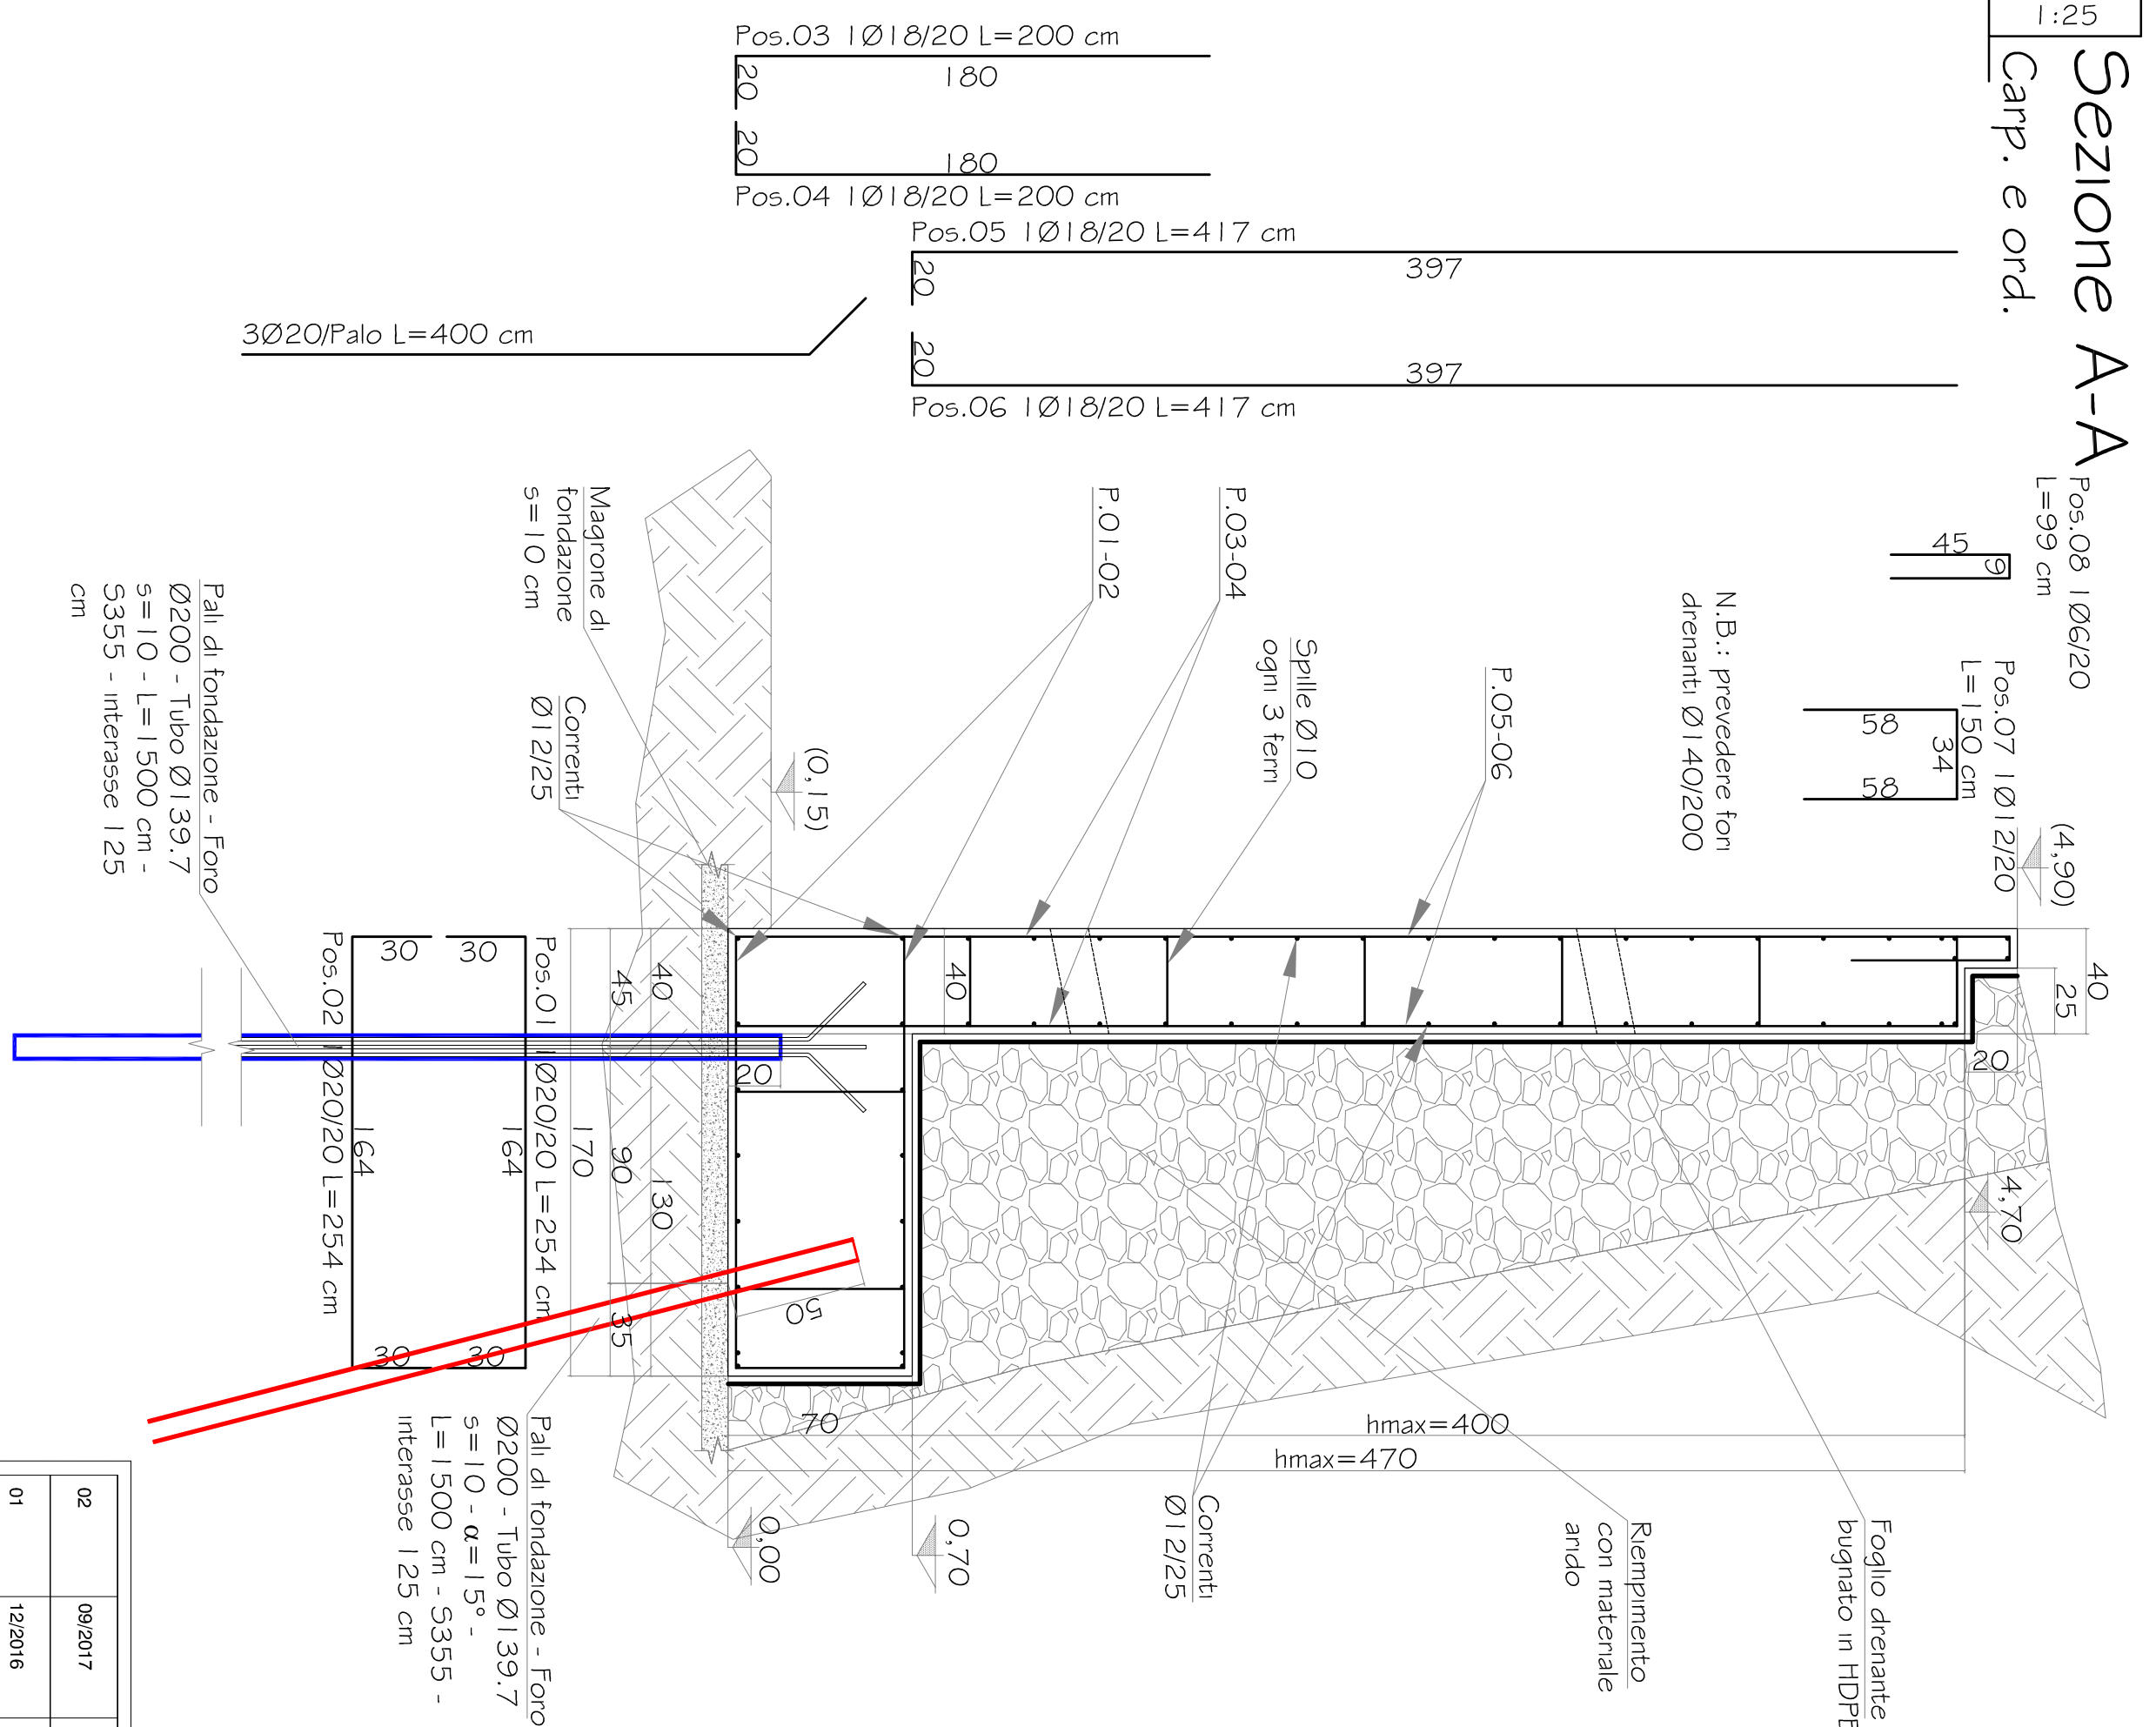 1:25
Sezione A-A
Carp. e ord.
Pos.03 1Ø18/20 L=200 cm
20
180
20
180
Pos.04 1Ø18/20 L=200 cm
Pos.05 1Ø18/20 L=417 cm
20
397
20
397
Pos.06 1Ø18/20 L=417 cm
3Ø20/Palo L=400 cm
Pos.08 1Ø6/20
L=99 cm
45
9
Pos.07 1Ø12/20
L=150 cm
58
34
58
N.B.: prevedere fori
drenanti Ø140/200
(4,90)
P.05-06
Spille Ø10
ogni 3 ferri
P.03-04
P.01-02
Magrone di
fondazione
s=10 cm
Correnti
Ø12/25
(0,15)
Pali di fondazione - Foro
Ø200 - Tubo Ø139.7
s=10 - L=1500 cm -
S355 - interasse 125
cm
40
25
20
4,70
40
20
50
70
40
130
45
90
35
170
Pos.01 1Ø20/20 L=254 cm
30
164
30
30
164
30
Pos.02 1Ø20/20 L=254 cm
hmax=400
hmax=470
0,00
0,70
Correnti
Ø12/25
Riempimento
con materiale
arido
Foglio drenante
bugnato in HDPE
Pali di fondazione - Foro
Ø200 - Tubo Ø139.7
s=10 - α=15° -
L=1500 cm - S355 -
interasse 125 cm
02
09/2017
01
12/2016